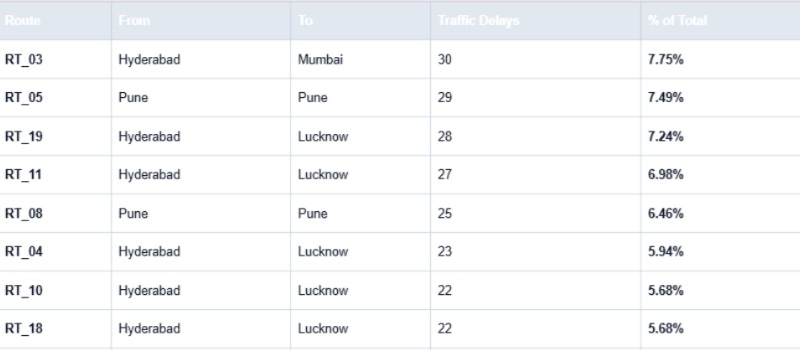 Route From To Traffic Delays % of Total
RT_03 Hyderabad Mumbai 30 7.75%
RT_05 Pune Pune 29 7.49%
RT_19 Hyderabad Lucknow 28 7.24%
RT_11 Hyderabad Lucknow 27 6.98%
RT_08 Pune Pune 25 6.46%
RT_04 Hyderabad Lucknow 23 5.94%
RT_10 Hyderabad Lucknow 22 5.68%
RT_18 Hyderabad Lucknow 22 5.68%